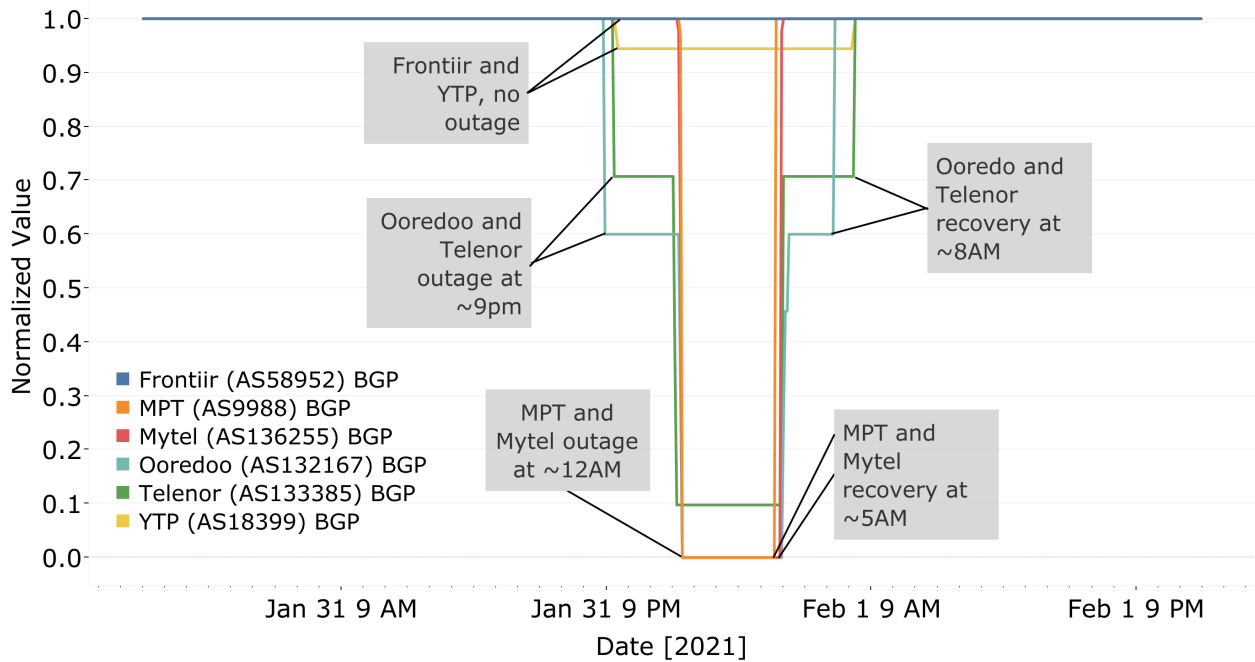 1.0
0.9
0.8
0.7
0.6
0.5
0.4
0.3
0.2
0.1
0.0
Normalized Value
Frontiir and
YTP, no
outage
Ooredoo and
Telenor
outage at
~9pm
Ooredo and
Telenor
recovery at
~8AM
MPT and
Mytel outage
at ~12AM
MPT and
Mytel
recovery at
~5AM
Frontiir (AS58952) BGP
MPT (AS9988) BGP
Mytel (AS136255) BGP
Ooredoo (AS132167) BGP
Telenor (AS133385) BGP
YTP (AS18399) BGP
Jan 31 9 AM
Jan 31 9 PM
Feb 1 9 AM
Feb 1 9 PM
Date [2021]